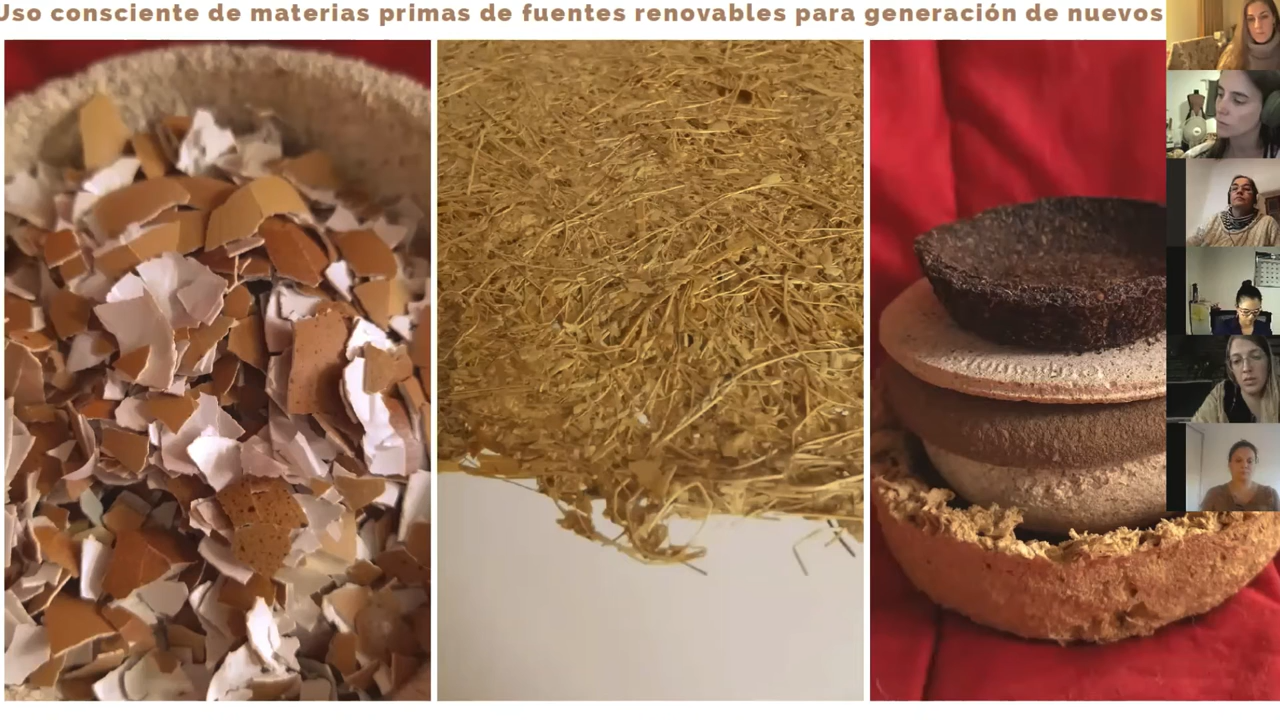 Uso consciente de materias primas de fuentes renovables para generación de nuevos